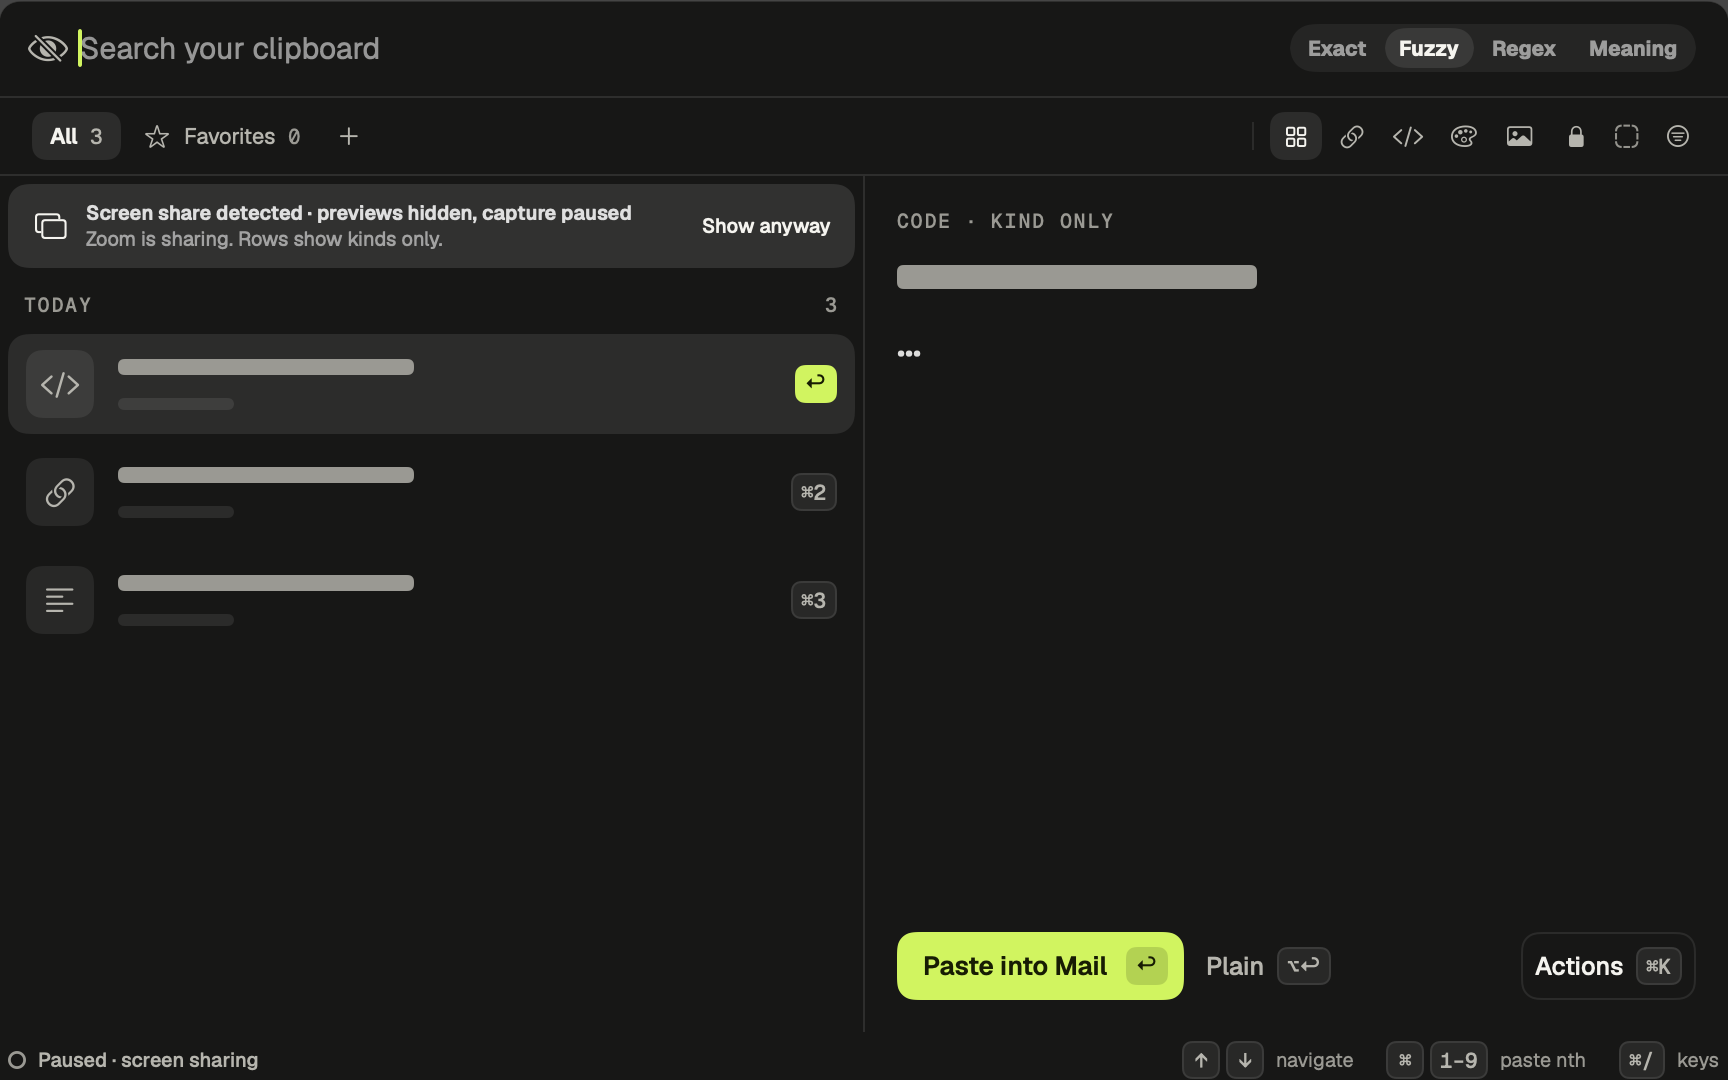 Search your clipboard
Exact Fuzzy Regex Meaning
All 3 Favorites 0 +
Screen share detected · previews hidden, capture paused
Zoom is sharing. Rows show kinds only.
Show anyway
TODAY 3
⌘2
⌘3
CODE · KIND ONLY
•••
Paste into Mail ↩ Plain ⌥↩ Actions ⌘K
Paused · screen sharing
↑ ↓ navigate ⌘ 1–9 paste nth ⌘/ keys